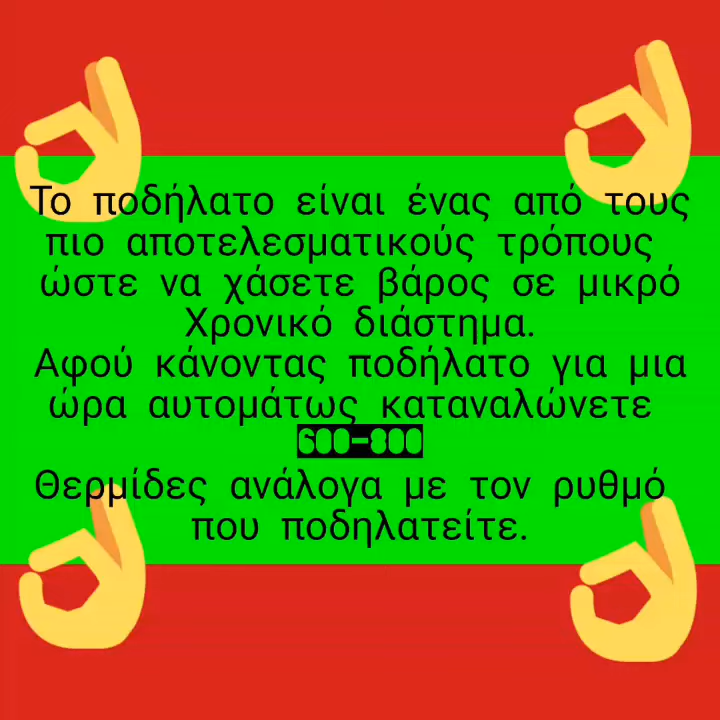 Το ποδήλατο είναι ένας από τους
πιο αποτελεσματικούς τρόπους
ώστε να χάσετε βάρος σε μικρό
Χρονικό διάστημα.
Αφού κάνοντας ποδήλατο για μια
ώρα αυτομάτως καταναλώνετε
600-800
Θερμίδες ανάλογα με τον ρυθμό
που ποδηλατείτε.